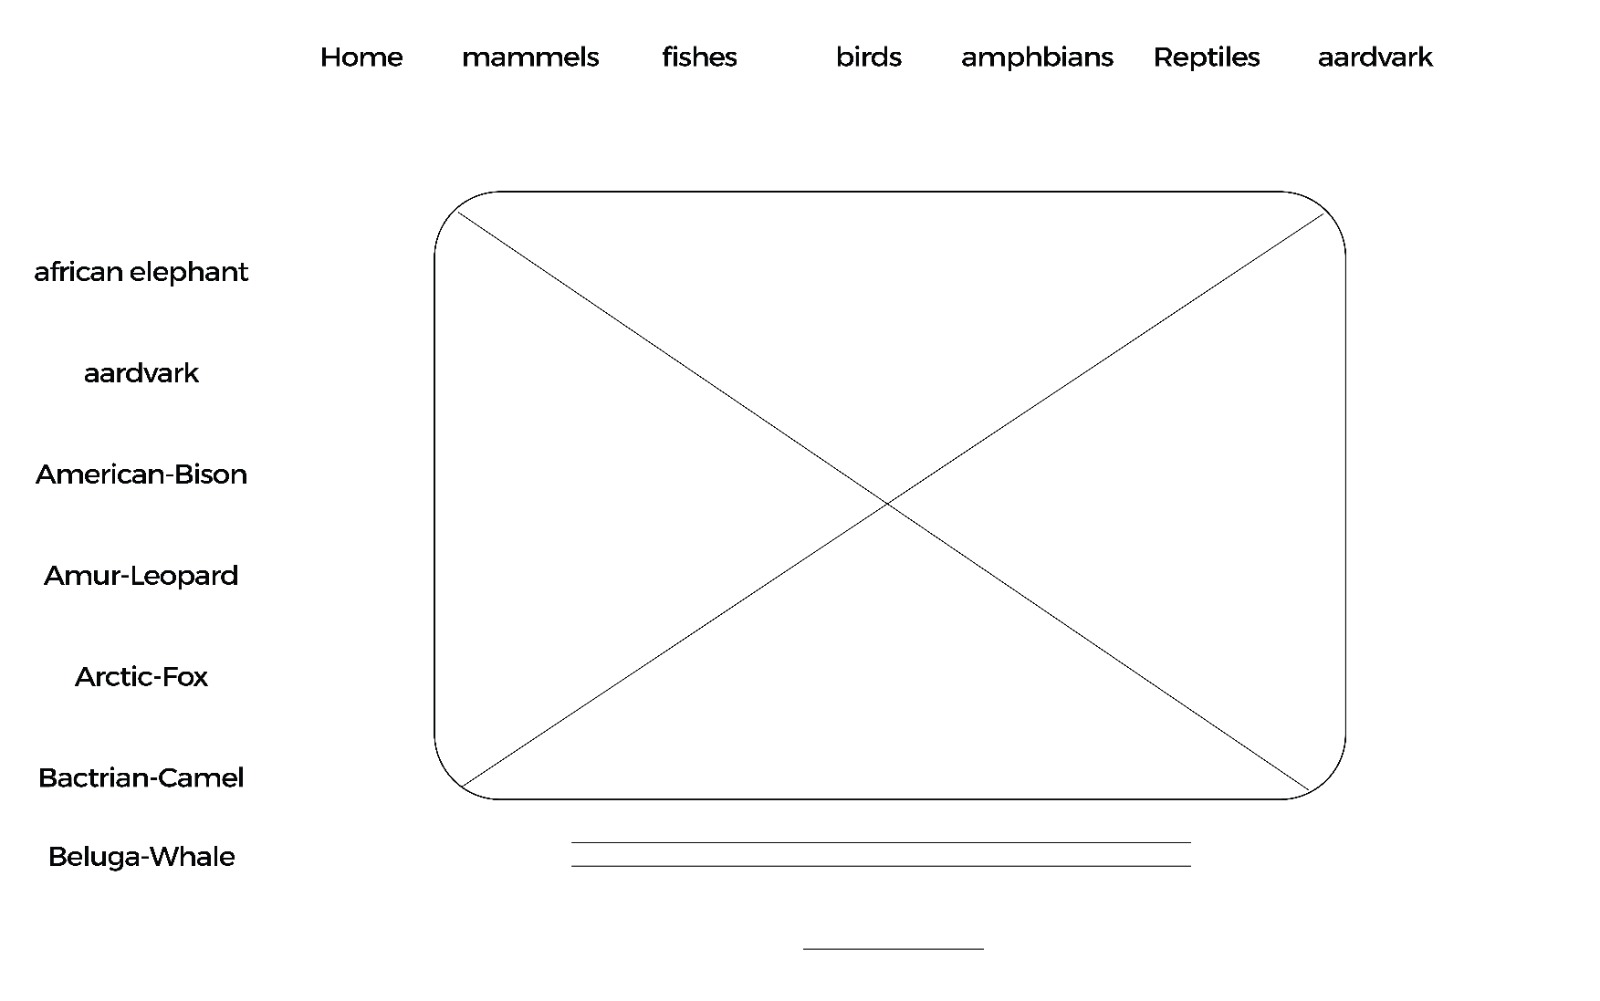 Home mammels fishes birds amphbians Reptiles aardvark
african elephant
aardvark
American-Bison
Amur-Leopard
Arctic-Fox
Bactrian-Camel
Beluga-Whale